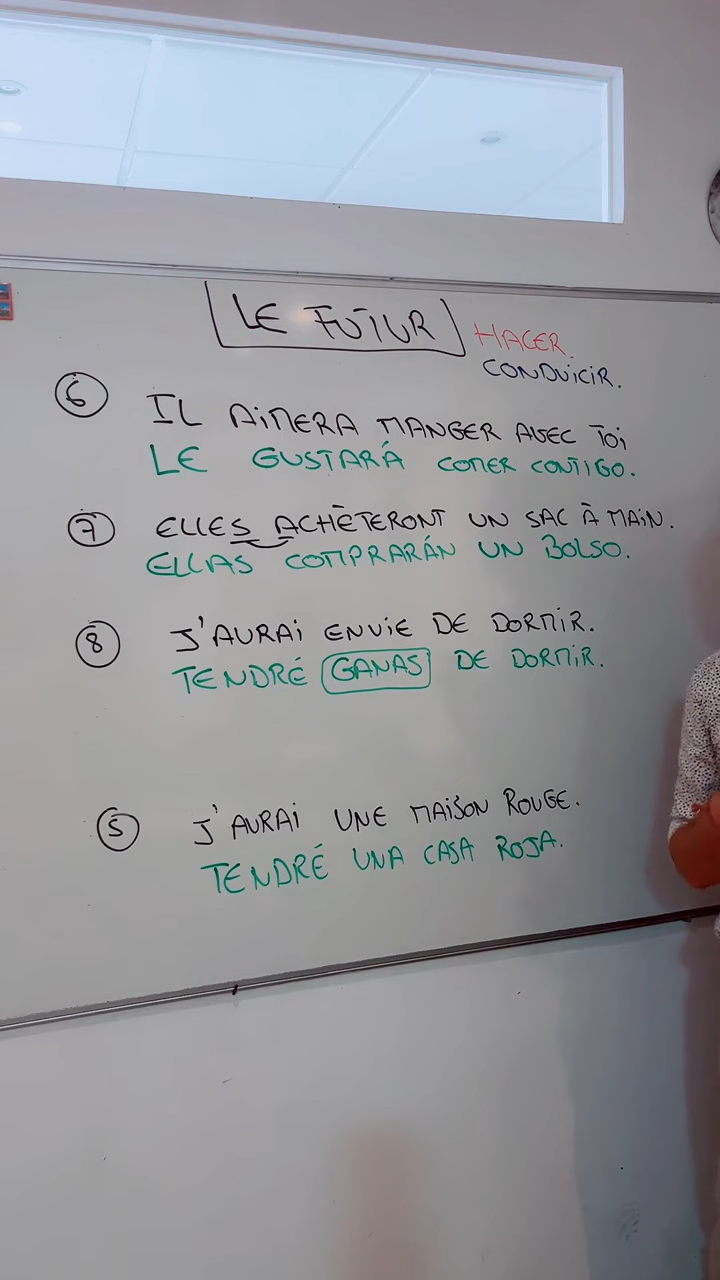 LE FUTUR
HACER.
CONDUICIR.
6 IL AIMERA MANGER AVEC TOI
LE GUSTARÁ COMER CONTIGO.
7 ELLES ACHÈTERONT UN SAC À MAIN.
ELLAS COMPRARÁN UN BOLSO.
8 J'AURAI ENVIE DE DORMIR.
TENDRÉ GANAS DE DORMIR.
5 J'AURAI UNE MAISON ROUGE.
TENDRÉ UNA CASA ROJA.